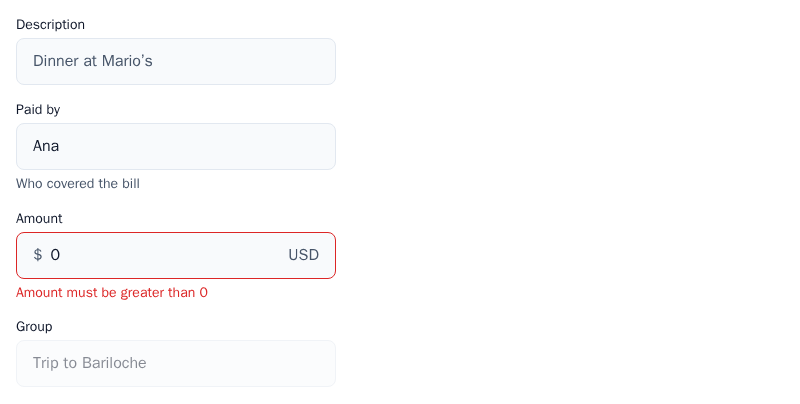 Description
Dinner at Mario's
Paid by
Ana
Who covered the bill
Amount
$ 0 USD
Amount must be greater than 0
Group
Trip to Bariloche